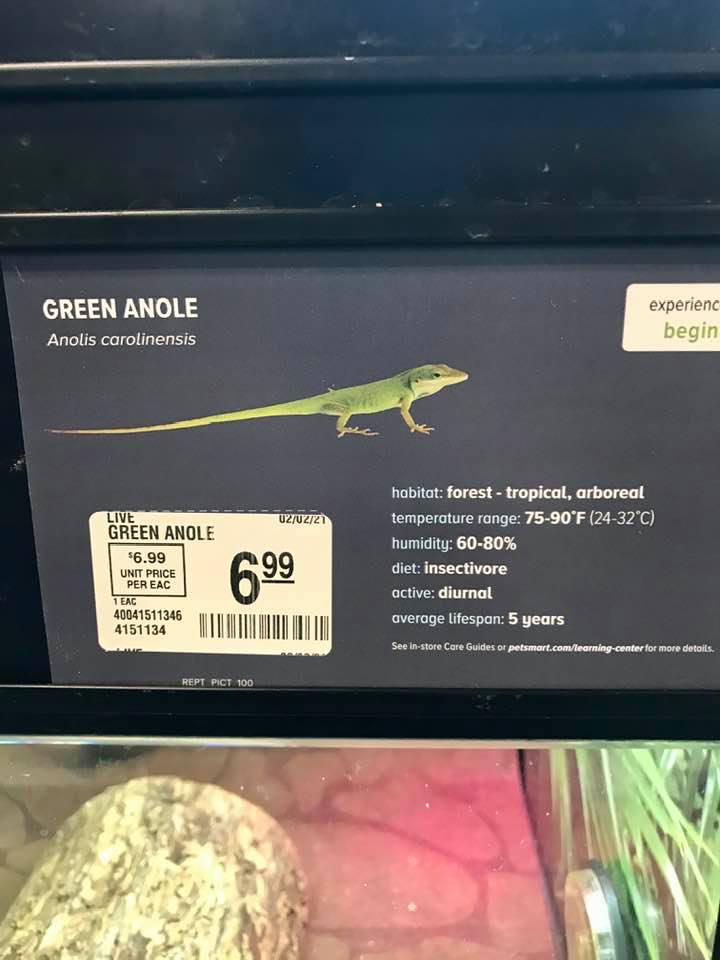 GREEN ANOLE
Anolis carolinensis
experienc
begin
LIVE
02/02/21
GREEN ANOLE
$6.99
UNIT PRICE
PER EAC
6.99
1 EAC
40041511346
4151134
LIVE
REPT PICT 100
habitat: forest - tropical, arboreal
temperature range: 75-90°F (24-32°C)
humidity: 60-80%
diet: insectivore
active: diurnal
average lifespan: 5 years
See in-store Care Guides or petsmart.com/learning-center for more details.